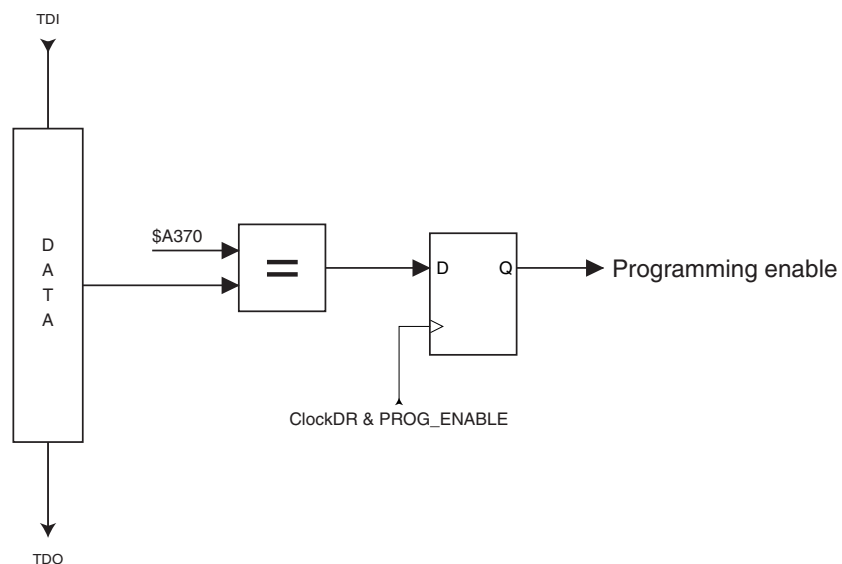 TDI
D
A
T
A
$A370
=
D
Q
Programming enable
ClockDR & PROG_ENABLE
TDO